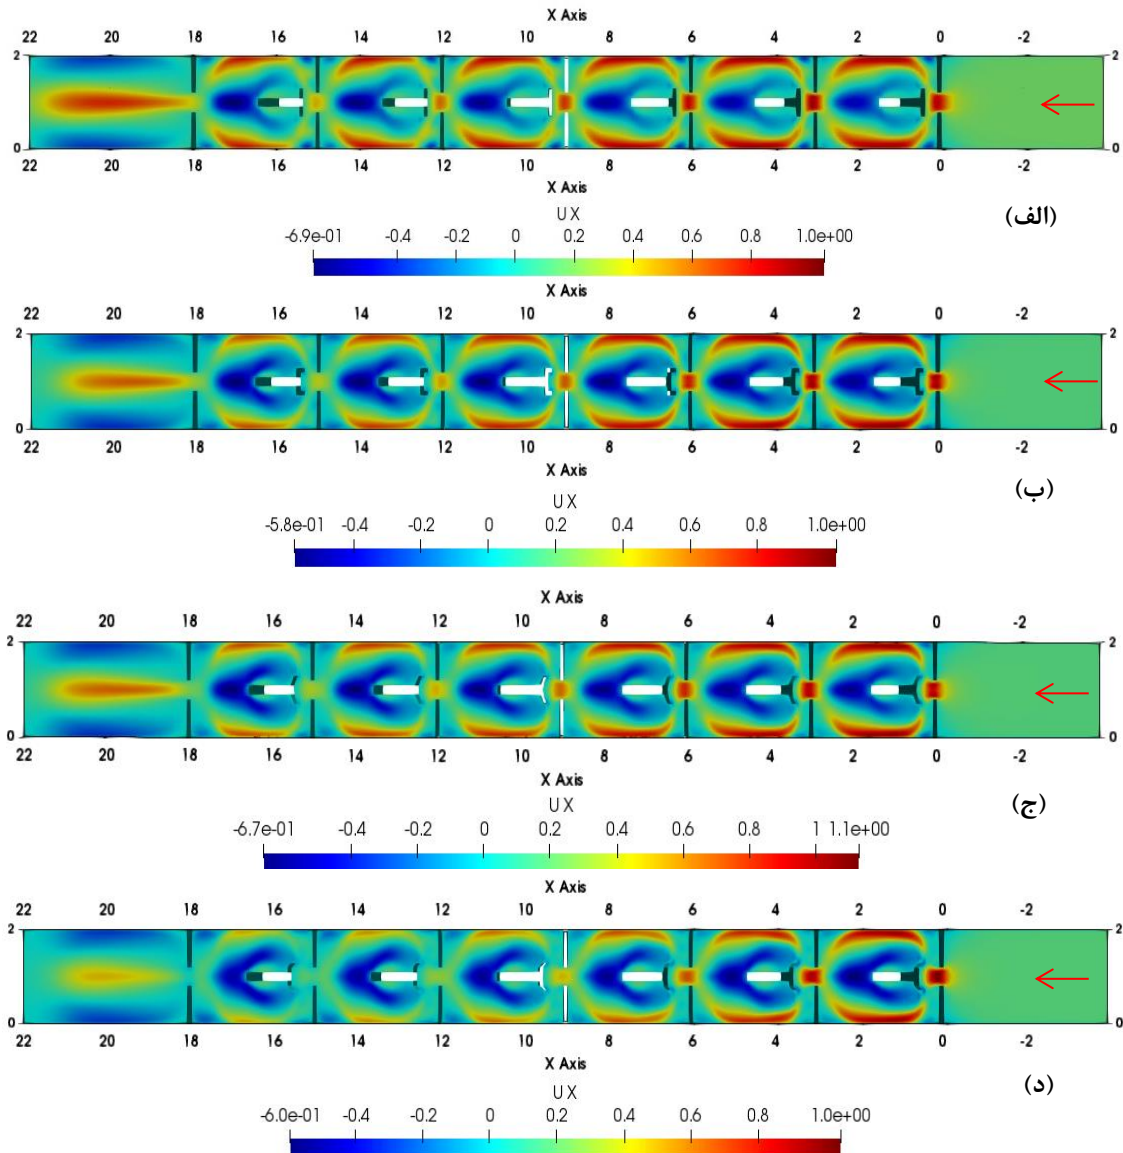 X Axis
22 20 18 16 14 12 10 8 6 4 2 0 -2
2 2
0 0
22 20 18 16 14 12 10 8 6 4 2 0 -2
X Axis
(الف)
U X
-6.9e-01 -0.4 -0.2 0 0.2 0.4 0.6 0.8 1.0e+00
X Axis
22 20 18 16 14 12 10 8 6 4 2 0 -2
2 2
0 0
22 20 18 16 14 12 10 8 6 4 2 0 -2
X Axis
(ب)
U X
-5.8e-01 -0.4 -0.2 0 0.2 0.4 0.6 0.8 1.0e+00
X Axis
22 20 18 16 14 12 10 8 6 4 2 0 -2
2 2
0 0
22 20 18 16 14 12 10 8 6 4 2 0 -2
X Axis
(ج)
U X
-6.7e-01 -0.4 -0.2 0 0.2 0.4 0.6 0.8 1 1.1e+00
X Axis
22 20 18 16 14 12 10 8 6 4 2 0 -2
2 2
0 0
22 20 18 16 14 12 10 8 6 4 2 0 -2
X Axis
(د)
U X
-6.0e-01 -0.4 -0.2 0 0.2 0.4 0.6 0.8 1.0e+00